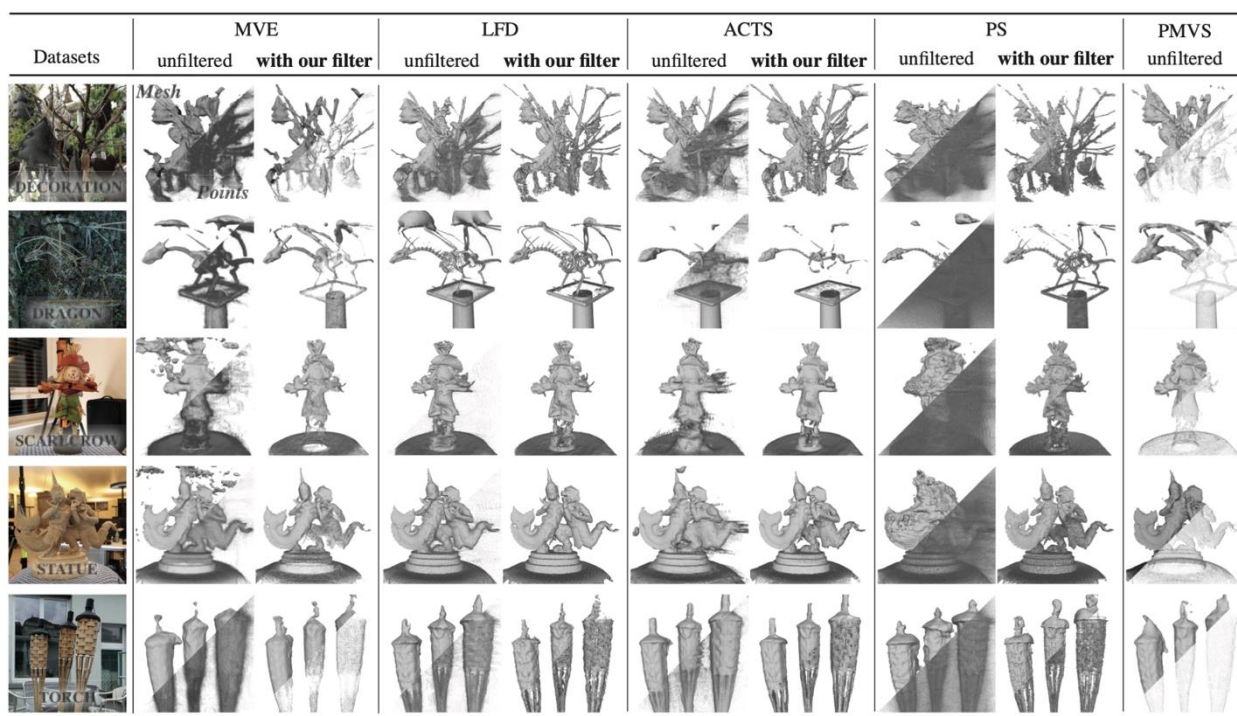 MVE LFD ACTS PS PMVS
Datasets unfiltered with our filter unfiltered with our filter unfiltered with our filter unfiltered with our filter unfiltered
Mesh
Points
DECORATION
DRAGON
SCARECROW
STATUE
TORCH